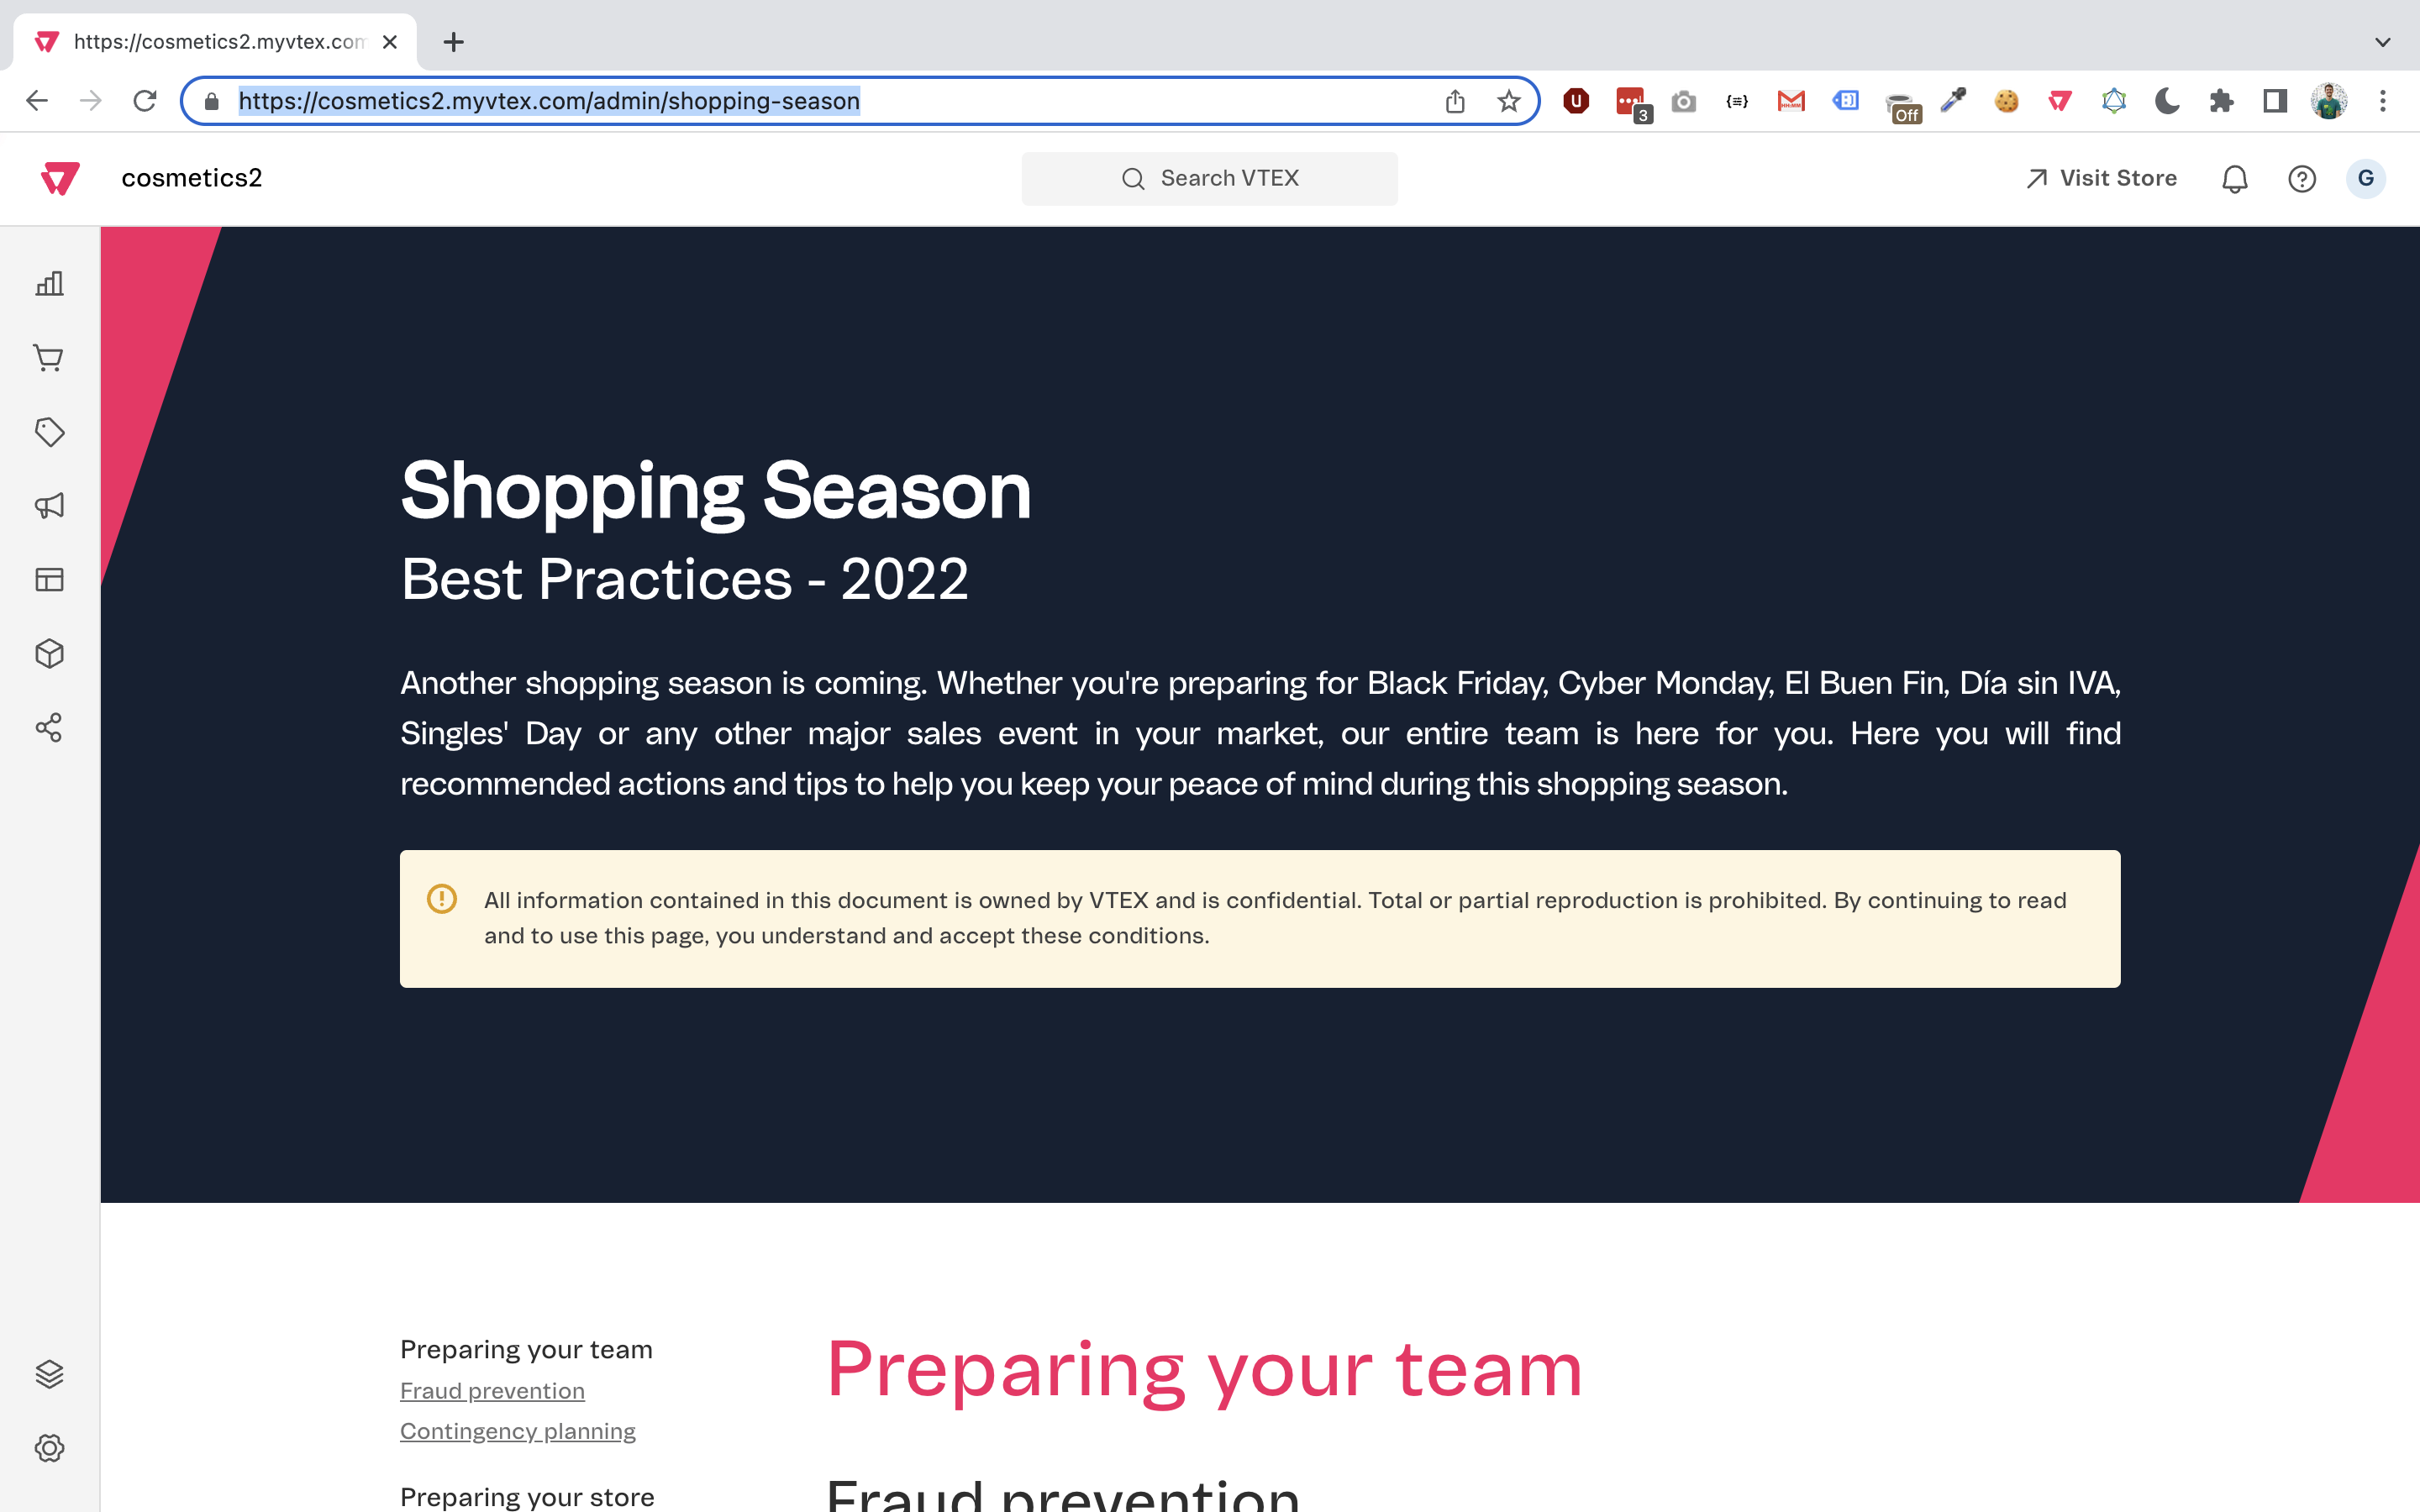 https://cosmetics2.myvtex.com
https://cosmetics2.myvtex.com/admin/shopping-season
3
Off
cosmetics2
Search VTEX
Visit Store
G
Shopping Season
Best Practices - 2022
Another shopping season is coming. Whether you're preparing for Black Friday, Cyber Monday, El Buen Fin, Día sin IVA,
Singles' Day or any other major sales event in your market, our entire team is here for you. Here you will find
recommended actions and tips to help you keep your peace of mind during this shopping season.
All information contained in this document is owned by VTEX and is confidential. Total or partial reproduction is prohibited. By continuing to read
and to use this page, you understand and accept these conditions.
Preparing your team
Fraud prevention
Contingency planning
Preparing your store
Preparing your team
Fraud prevention